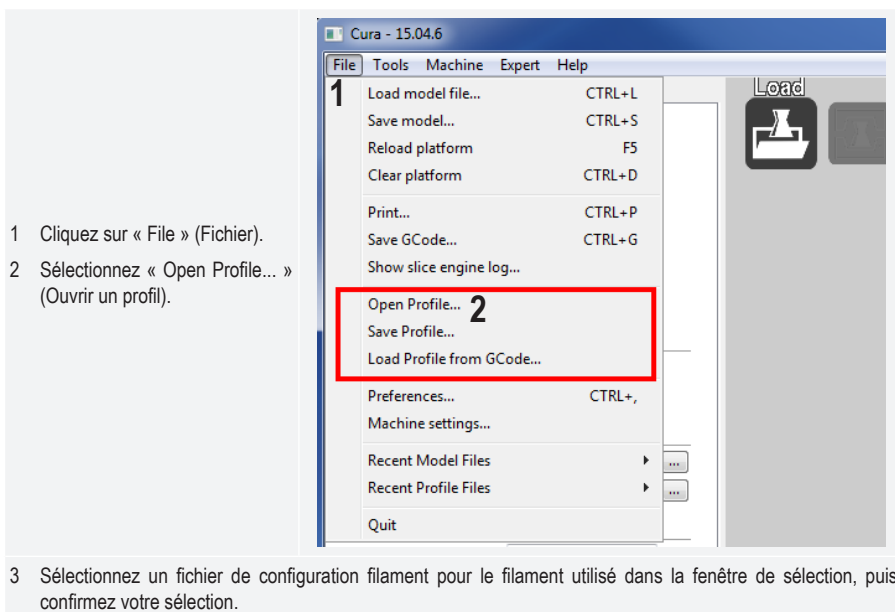 Cura - 15.04.6
File Tools Machine Expert Help
1
Load model file... CTRL+L
Save model... CTRL+S
Reload platform F5
Clear platform CTRL+D
Print... CTRL+P
Save GCode... CTRL+G
Show slice engine log...
Open Profile... 2
Save Profile...
Load Profile from GCode...
Preferences... CTRL+,
Machine settings...
Recent Model Files ...
Recent Profile Files ...
Quit
Load
1 Cliquez sur « File » (Fichier).
2 Sélectionnez « Open Profile... »
(Ouvrir un profil).
3 Sélectionnez un fichier de configuration filament pour le filament utilisé dans la fenêtre de sélection, puis
confirmez votre sélection.